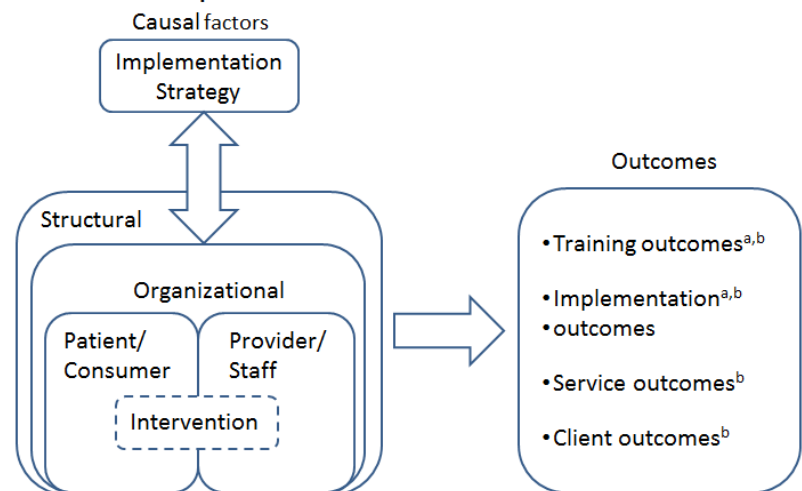 Causal factors
Implementation
Strategy
Structural
Organizational
Patient/
Consumer
Provider/
Staff
Intervention
Outcomes
•Training outcomesa,b
•Implementationa,b
•outcomes
•Service outcomesb
•Client outcomesb